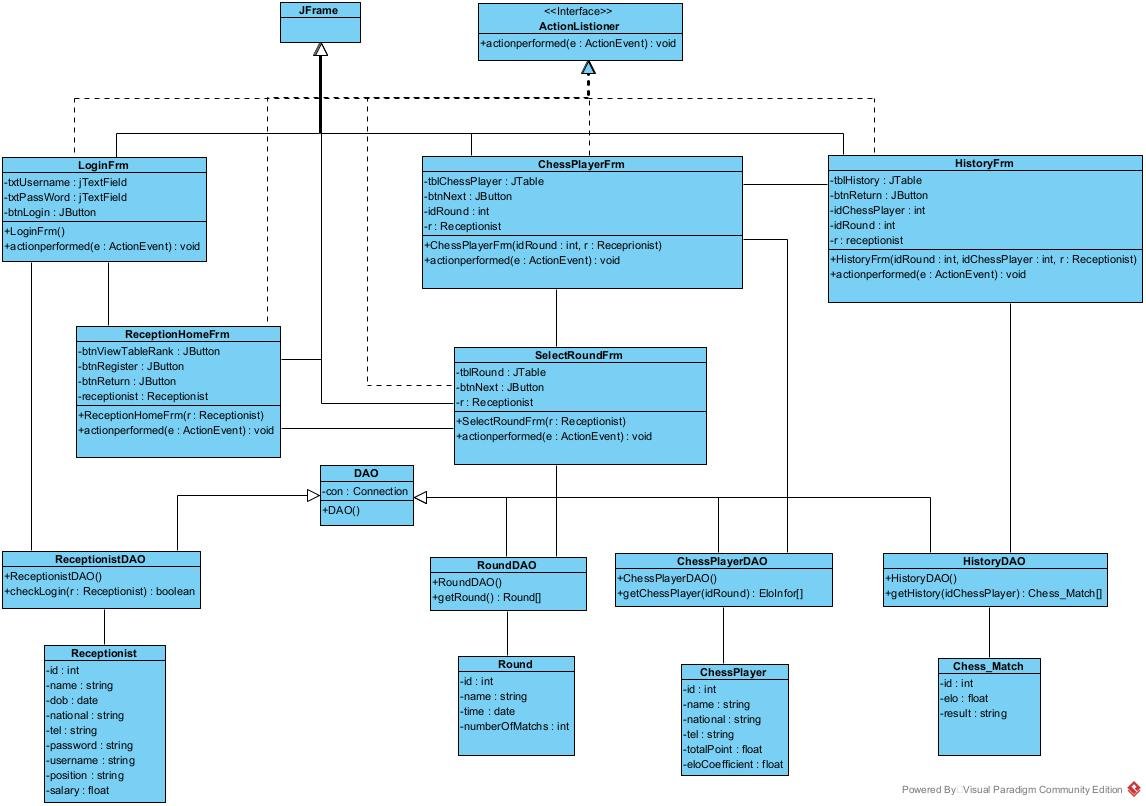 JFrame
<<Interface>>
ActionListioner
+actionperformed(e : ActionEvent) : void
LoginFrm
-txtUsername : jTextField
-txtPassWord : jTextField
-btnLogin : JButton
+LoginFrm()
+actionperformed(e : ActionEvent) : void
ChessPlayerFrm
-tblChessPlayer : JTable
-btnNext : JButton
-idRound : int
-r : Receptionist
+ChessPlayerFrm(idRound : int, r : Receprionist)
+actionperformed(e : ActionEvent) : void
HistoryFrm
-tblHistory : JTable
-btnReturn : JButton
-idChessPlayer : int
-idRound : int
-r : receptionist
+HistoryFrm(idRound : int, idChessPlayer : int, r : Receptionist)
+actionperformed(e : ActionEvent) : void
ReceptionHomeFrm
-btnViewTableRank : JButton
-btnRegister : JButton
-btnReturn : JButton
-receptionist : Receptionist
+ReceptionHomeFrm(r : Receptionist)
+actionperformed(e : ActionEvent) : void
SelectRoundFrm
-tblRound : JTable
-btnNext : JButton
-r : Receptionist
+SelectRoundFrm(r : Receptionist)
+actionperformed(e : ActionEvent) : void
DAO
-con : Connection
+DAO()
ReceptionistDAO
+ReceptionistDAO()
+checkLogin(r : Receptionist) : boolean
RoundDAO
+RoundDAO()
+getRound() : Round[]
ChessPlayerDAO
+ChessPlayerDAO()
+getChessPlayer(idRound) : EloInfor[]
HistoryDAO
+HistoryDAO()
+getHistory(idChessPlayer) : Chess_Match[]
Receptionist
-id : int
-name : string
-dob : date
-national : string
-tel : string
-password : string
-username : string
-position : string
-salary : float
Round
-id : int
-name : string
-time : date
-numberOfMatchs : int
ChessPlayer
-id : int
-name : string
-national : string
-tel : string
-totalPoint : float
-eloCoefficient : float
Chess_Match
-id : int
-elo : float
-result : string
Powered By Visual Paradigm Community Edition